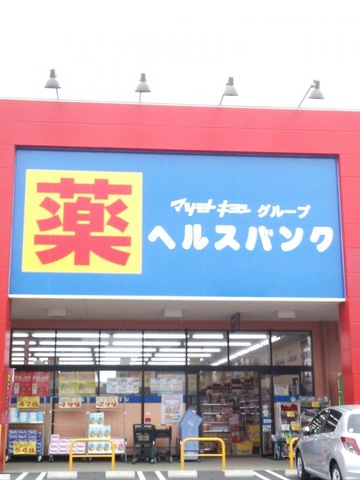 薬
マツモトキヨシ グループ
ヘルスバンク